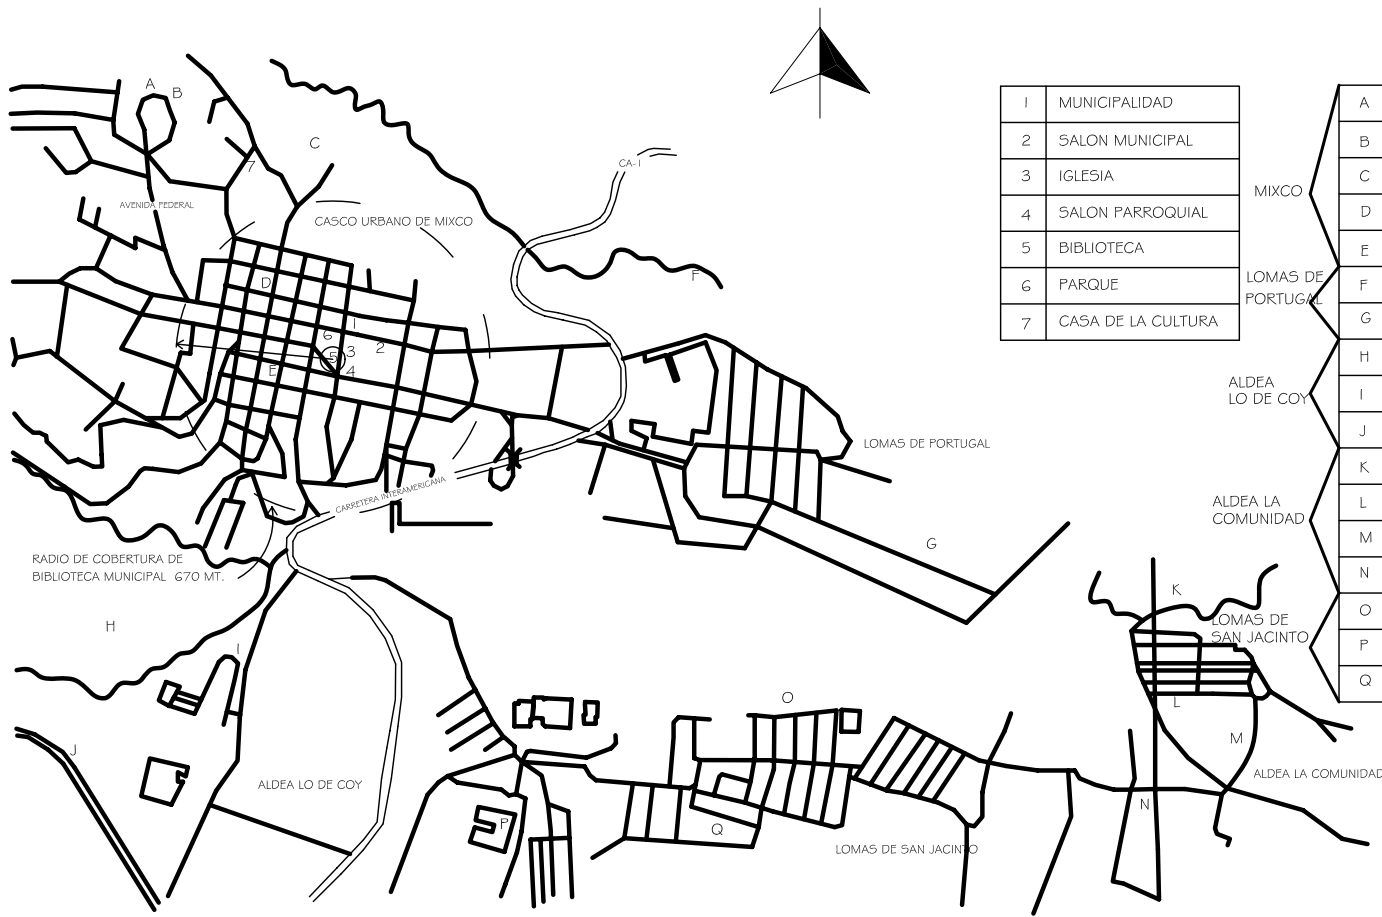 A
B
C
7
AVENIDA FEDERAL
CASCO URBANO DE MIXCO
CA-1
F
D
1
6
2
3
5
4
E
LOMAS DE PORTUGAL
CARRETERA INTERAMERICANA
RADIO DE COBERTURA DE
BIBLIOTECA MUNICIPAL 670 MT.
G
H
I
J
ALDEA LO DE COY
K
LOMAS DE
SAN JACINTO
L
M
N
ALDEA LA COMUNIDAD
O
P
Q
LOMAS DE SAN JACINTO
1 MUNICIPALIDAD
2 SALON MUNICIPAL
3 IGLESIA
4 SALON PARROQUIAL
5 BIBLIOTECA
6 PARQUE
7 CASA DE LA CULTURA
MIXCO
LOMAS DE
PORTUGAL
ALDEA
LO DE COY
ALDEA LA
COMUNIDAD
A
B
C
D
E
F
G
H
I
J
K
L
M
N
O
P
Q